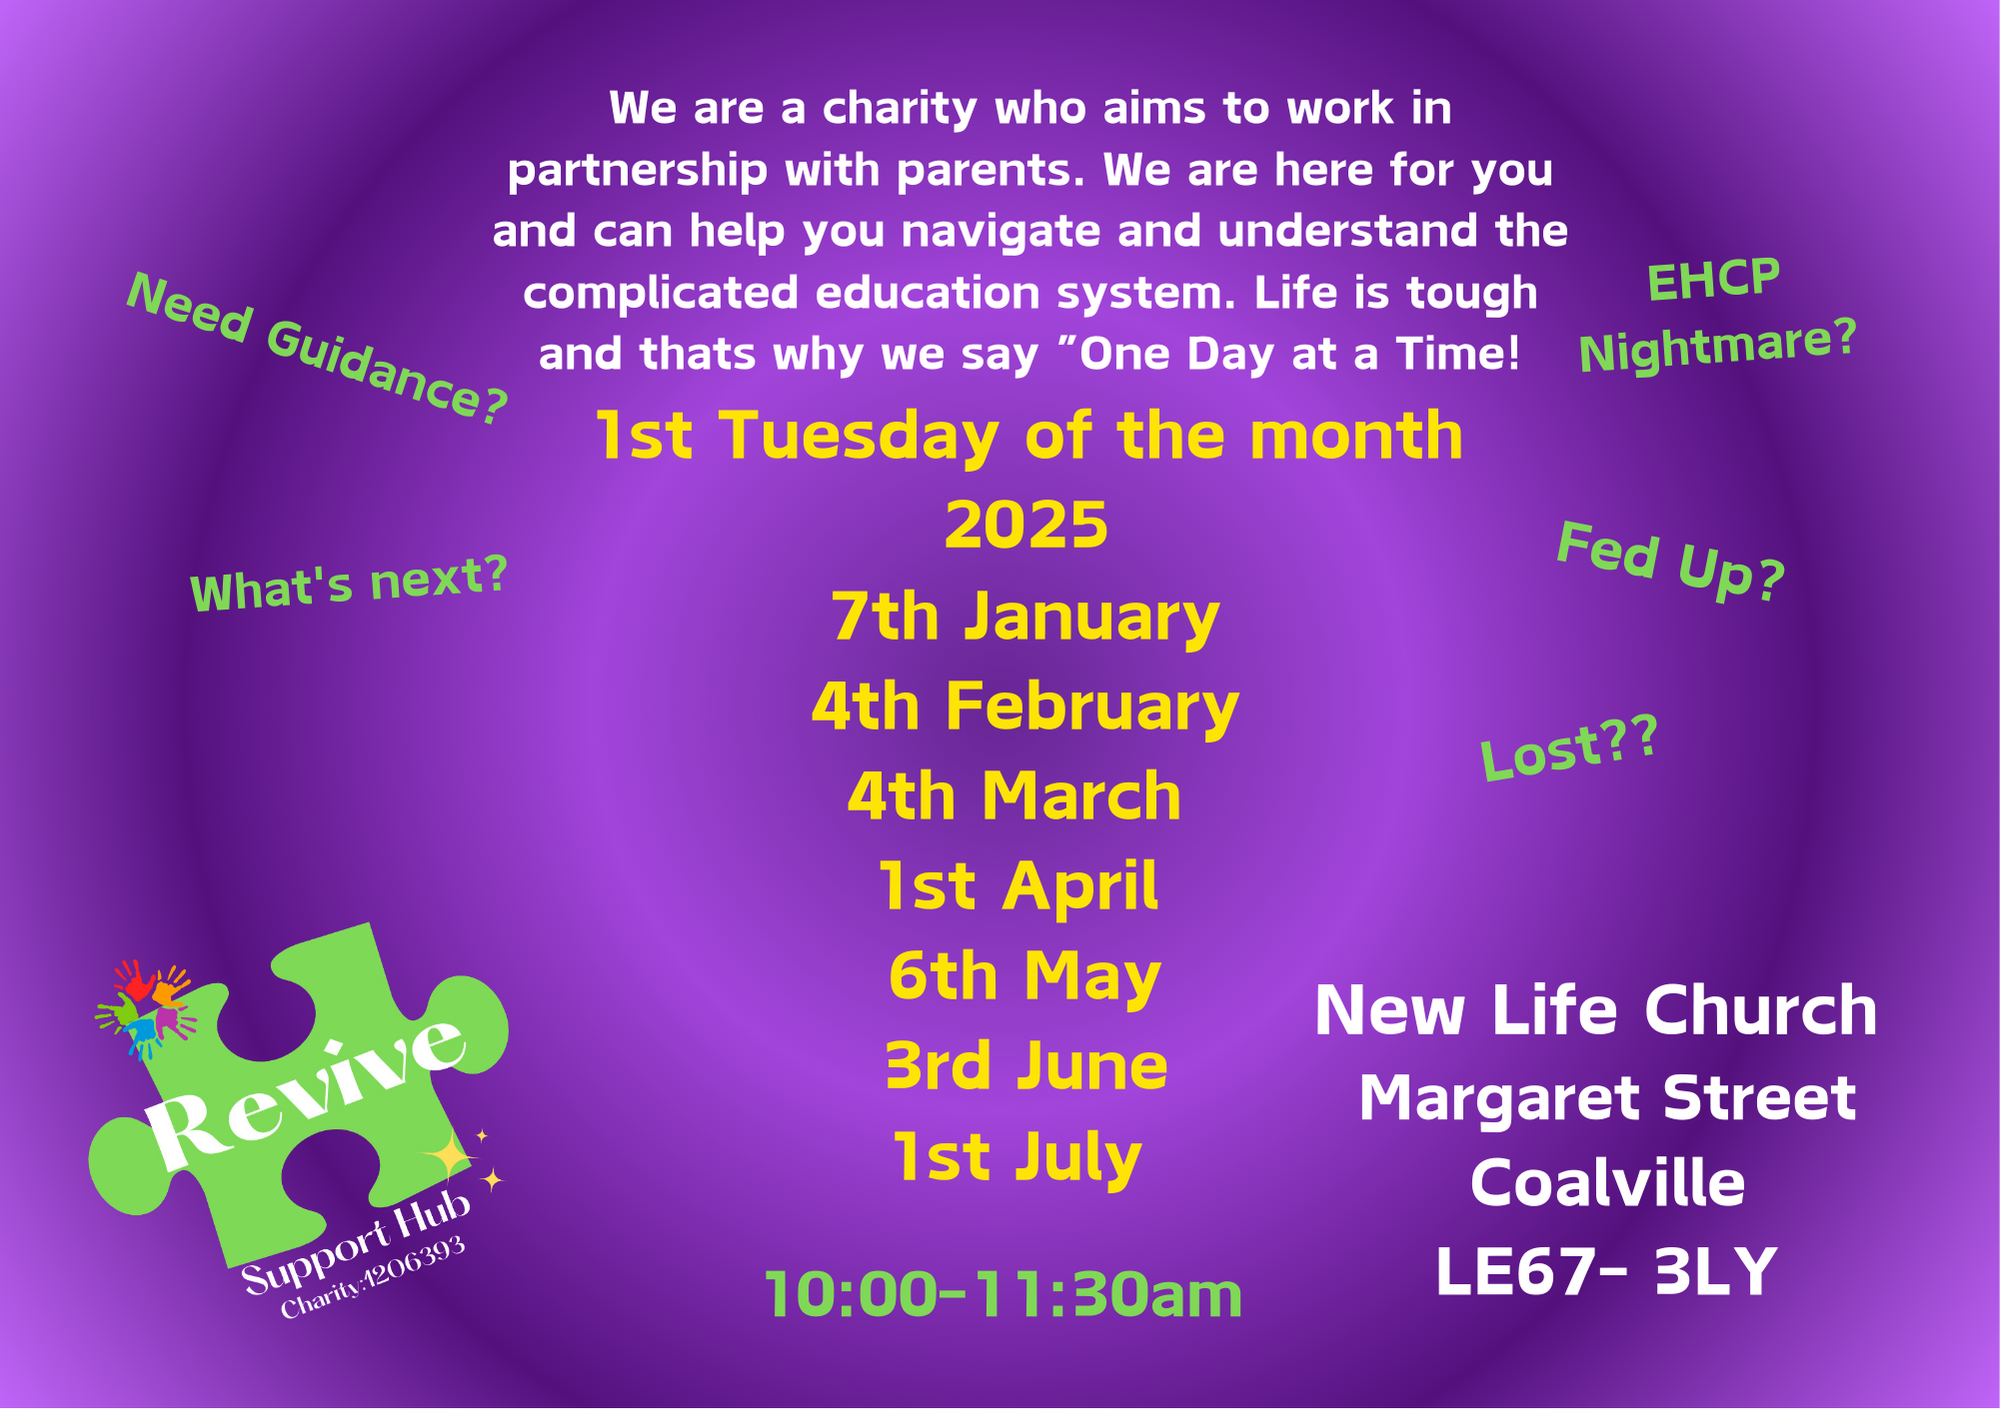 We are a charity who aims to work in
partnership with parents. We are here for you
and can help you navigate and understand the
complicated education system. Life is tough
and thats why we say "One Day at a Time!
Need Guidance?
EHCP
Nightmare?
1st Tuesday of the month
2025
What's next?
Fed Up?
7th January
4th February
Lost??
4th March
1st April
6th May
3rd June
1st July
10:00-11:30am
Revive
Support Hub
Charity:1206393
New Life Church
Margaret Street
Coalville
LE67- 3LY